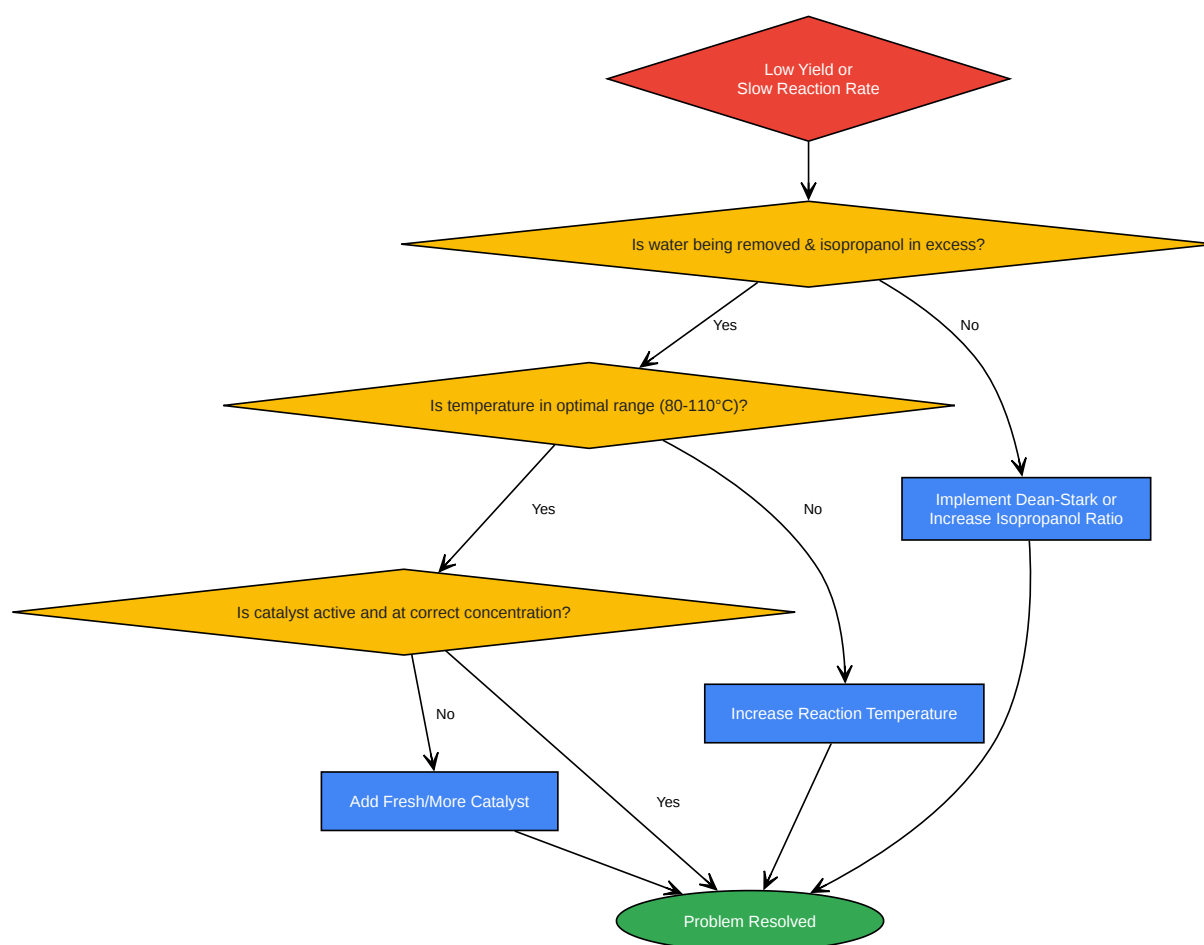 Low Yield or
Slow Reaction Rate
Is water being removed & isopropanol in excess?
Yes
No
Is temperature in optimal range (80-110°C)?
Yes
No
Implement Dean-Stark or
Increase Isopropanol Ratio
Is catalyst active and at correct concentration?
No
Yes
Increase Reaction Temperature
Add Fresh/More Catalyst
Problem Resolved